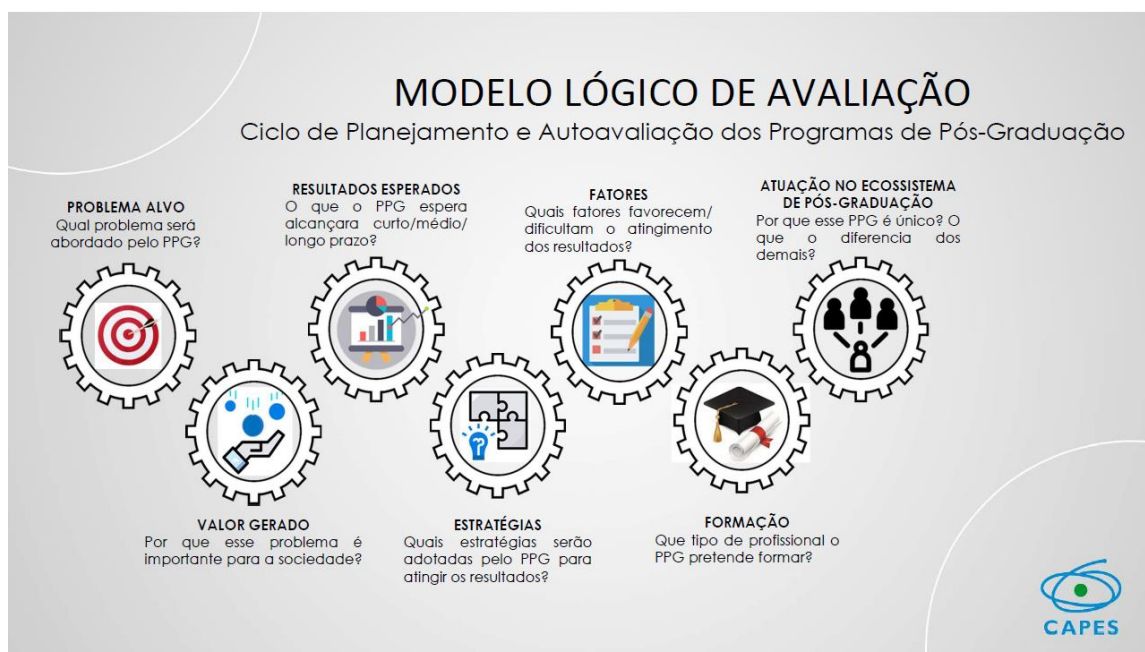 MODELO LÓGICO DE AVALIAÇÃO
Ciclo de Planejamento e Autoavaliação dos Programas de Pós-Graduação
PROBLEMA ALVO
Qual problema será
abordado pelo PPG?
RESULTADOS ESPERADOS
O que o PPG espera
alcançara curto/médio/
longo prazo?
FATORES
Quais fatores favorecem/
dificultam o atingimento
dos resultados?
ATUAÇÃO NO ECOSSISTEMA
DE PÓS-GRADUAÇÃO
Por que esse PPG é único? O
que o diferencia dos
demais?
VALOR GERADO
Por que esse problema é
importante para a sociedade?
ESTRATÉGIAS
Quais estratégias serão
adotadas pelo PPG para
atingir os resultados?
FORMAÇÃO
Que tipo de profissional o
PPG pretende formar?
CAPES